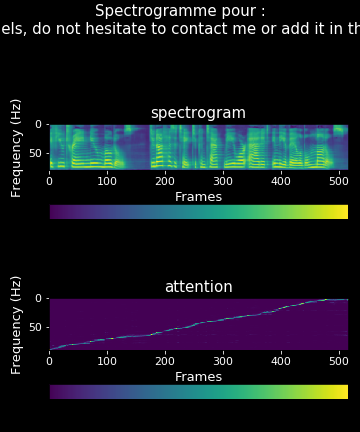 Spectrogramme pour :
els, do not hesitate to contact me or add it in th
spectrogram
Frequency (Hz)
0
50
0 100 200 300 400 500
Frames
attention
Frequency (Hz)
0
50
0 100 200 300 400 500
Frames